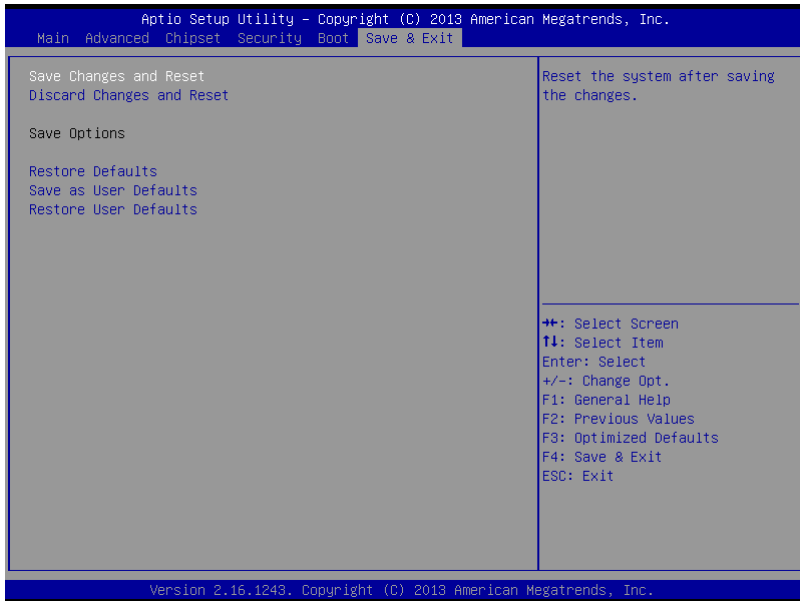 Aptio Setup Utility – Copyright (C) 2013 American Megatrends, Inc.
Main Advanced Chipset Security Boot Save & Exit
Save Changes and Reset
Discard Changes and Reset
Save Options
Restore Defaults
Save as User Defaults
Restore User Defaults
Reset the system after saving
the changes.
→←: Select Screen
↑↓: Select Item
Enter: Select
+/-: Change Opt.
F1: General Help
F2: Previous Values
F3: Optimized Defaults
F4: Save & Exit
ESC: Exit
Version 2.16.1243. Copyright (C) 2013 American Megatrends, Inc.